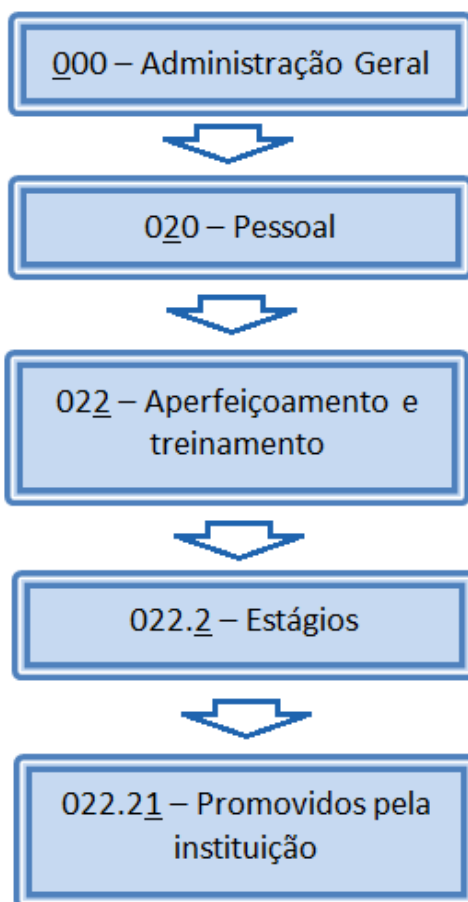 000 – Administração Geral
020 – Pessoal
022 – Aperfeiçoamento e
treinamento
022.2 – Estágios
022.21 – Promovidos pela
instituição